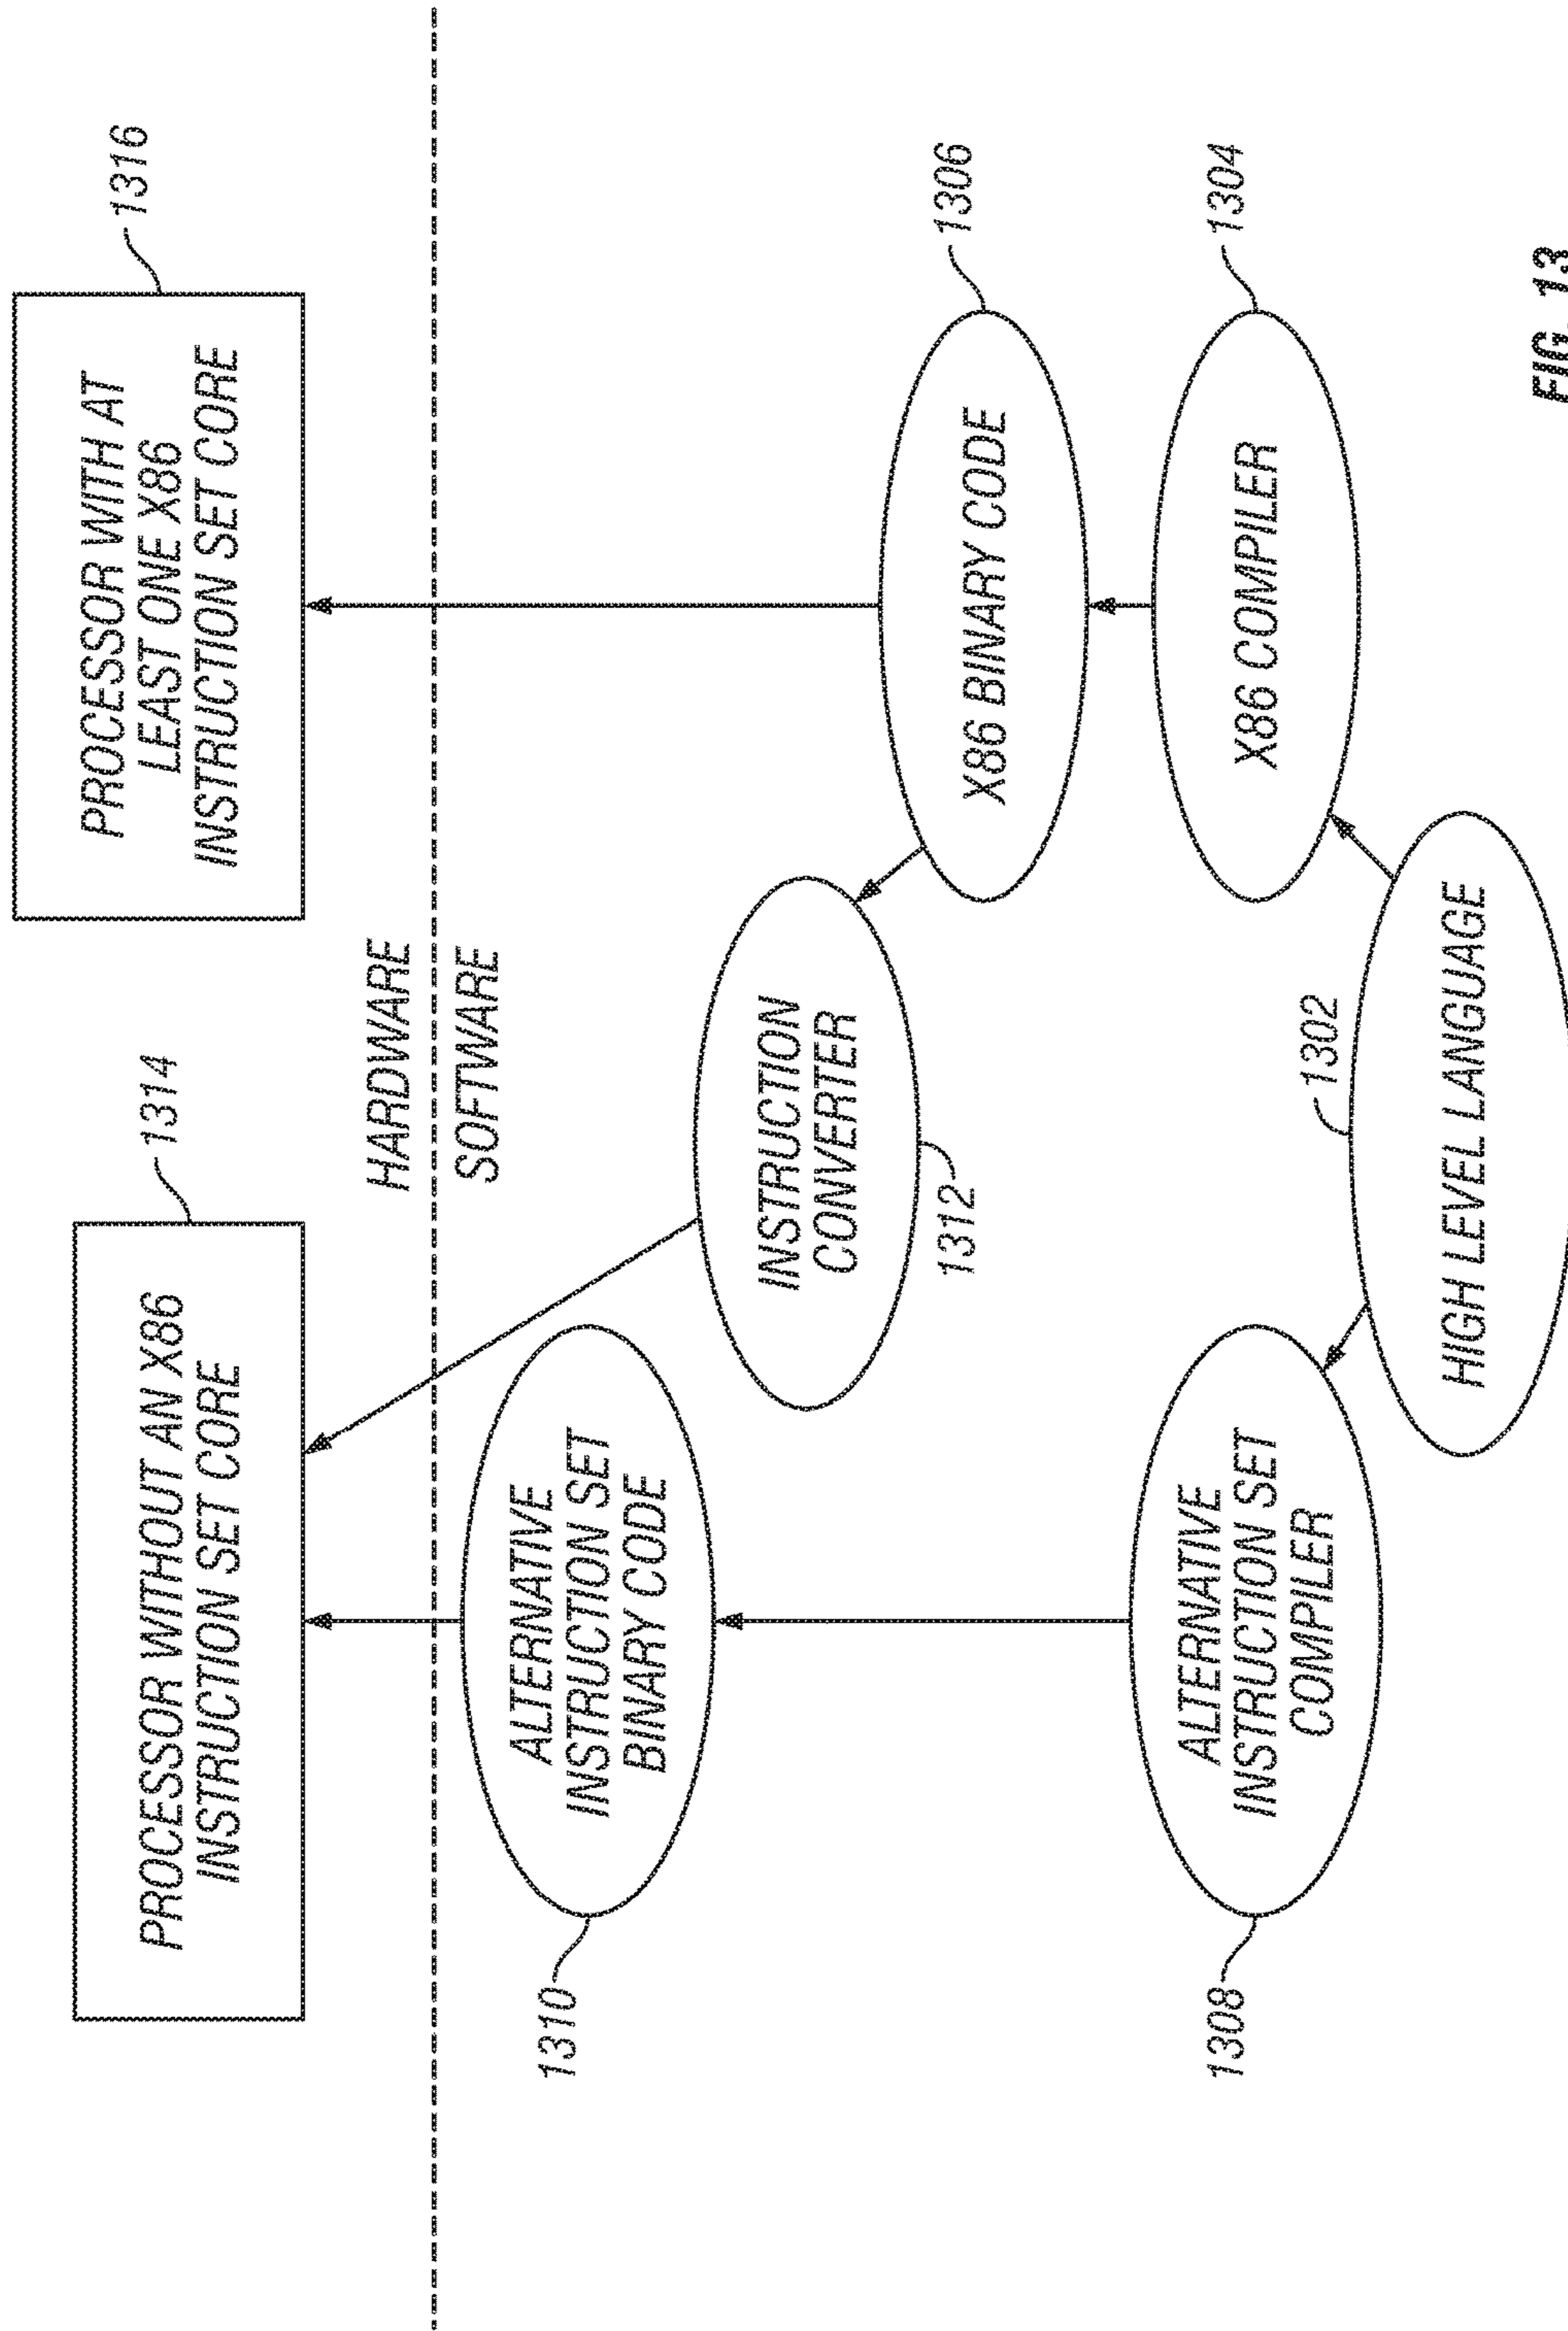 PROCESSOR WITHOUT AN X86
INSTRUCTION SET CORE
1314
PROCESSOR WITH AT
LEAST ONE X86
INSTRUCTION SET CORE
1316
HARDWARE
SOFTWARE
1310
ALTERNATIVE
INSTRUCTION SET
BINARY CODE
INSTRUCTION
CONVERTER
1312
X86 BINARY CODE
1306
1308
ALTERNATIVE
INSTRUCTION SET
COMPILER
X86 COMPILER
1304
1302
HIGH LEVEL LANGUAGE
FIG. 13